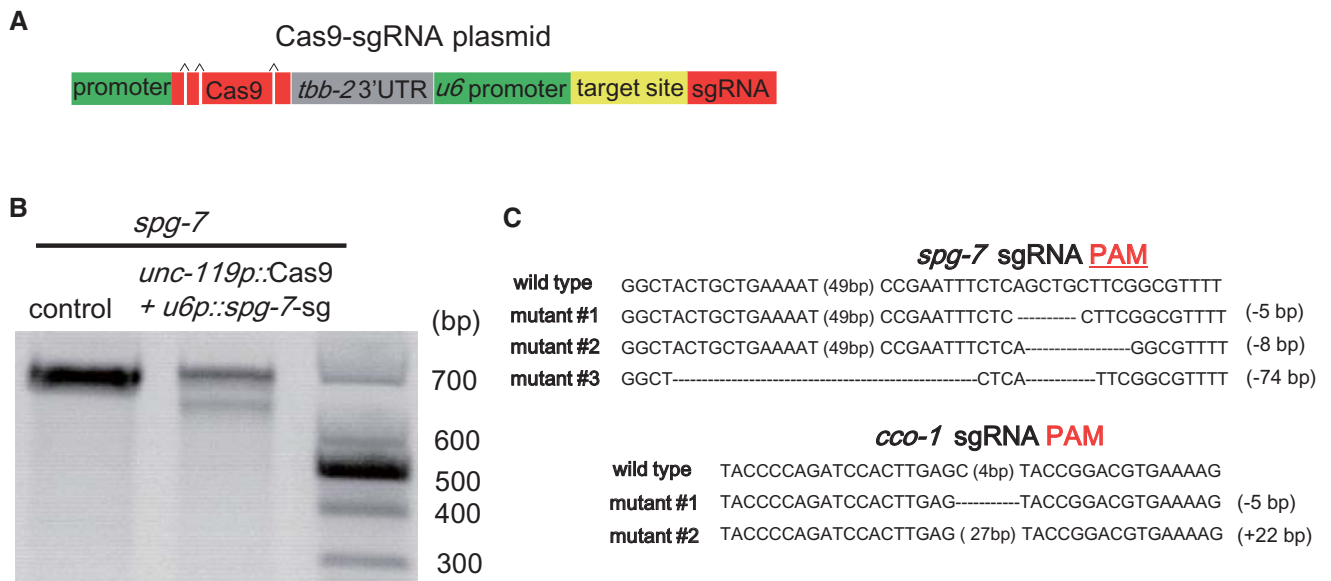 A
Cas9-sgRNA plasmid
promoter Cas9 tbb-2 3'UTR u6 promoter target site sgRNA
B
spg-7
control
unc-119p::Cas9
+ u6p::spg-7-sg
(bp)
700
600
500
400
300
C
spg-7 sgRNA PAM
wild type GGCTACTGCTGAAAAT (49bp) CCGAATTTCTCAGCTGCTTCGGCGTTTT
mutant #1 GGCTACTGCTGAAAAT (49bp) CCGAATTTCTC ---------- CTTCGGCGTTTT (-5 bp)
mutant #2 GGCTACTGCTGAAAAT (49bp) CCGAATTTCTCA-----------------GGCGTTTT (-8 bp)
mutant #3 GGCT--------------------------------------------------CTCA-----------TTCGGCGTTTT (-74 bp)
cco-1 sgRNA PAM
wild type TACCCCAGATCCACTTGAGC (4bp) TACCGGACGTGAAAAG
mutant #1 TACCCCAGATCCACTTGAG-----------TACCGGACGTGAAAAG (-5 bp)
mutant #2 TACCCCAGATCCACTTGAG ( 27bp) TACCGGACGTGAAAAG (+22 bp)